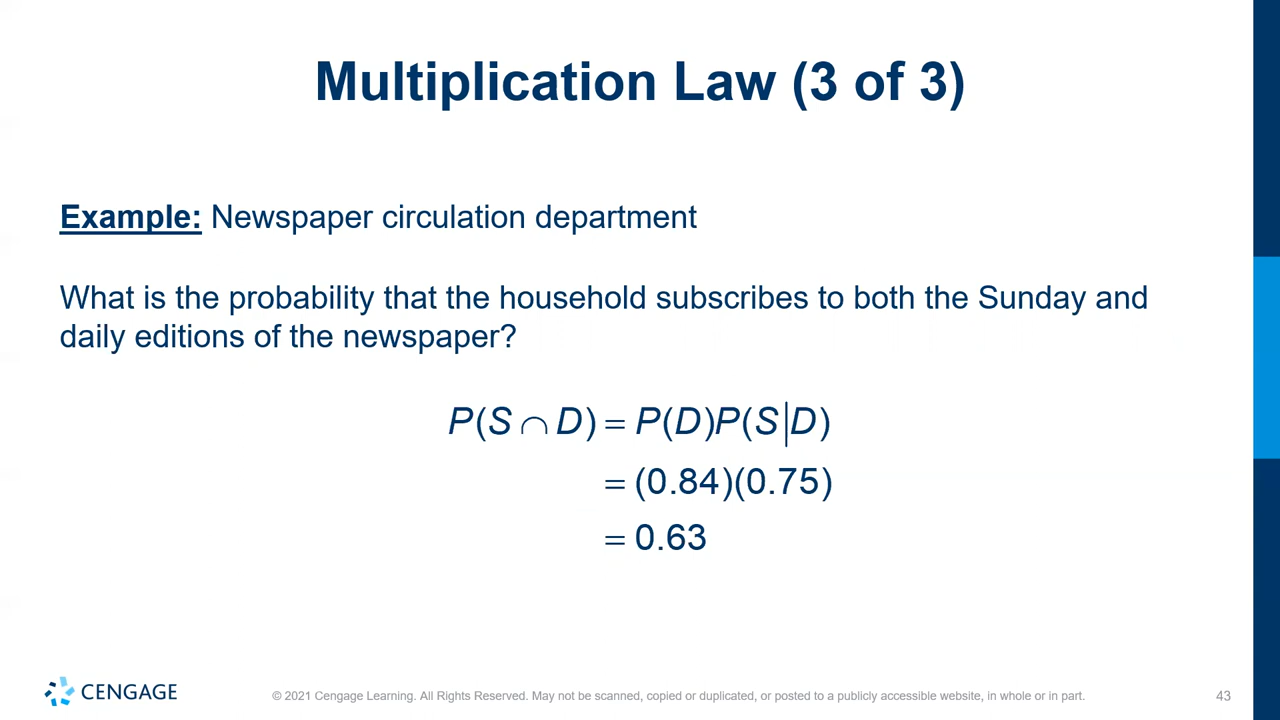 Multiplication Law (3 of 3)
Example: Newspaper circulation department
What is the probability that the household subscribes to both the Sunday and
daily editions of the newspaper?
P(S ∩ D) = P(D)P(S|D)
= (0.84)(0.75)
= 0.63
CENGAGE
© 2021 Cengage Learning. All Rights Reserved. May not be scanned, copied or duplicated, or posted to a publicly accessible website, in whole or in part.
43